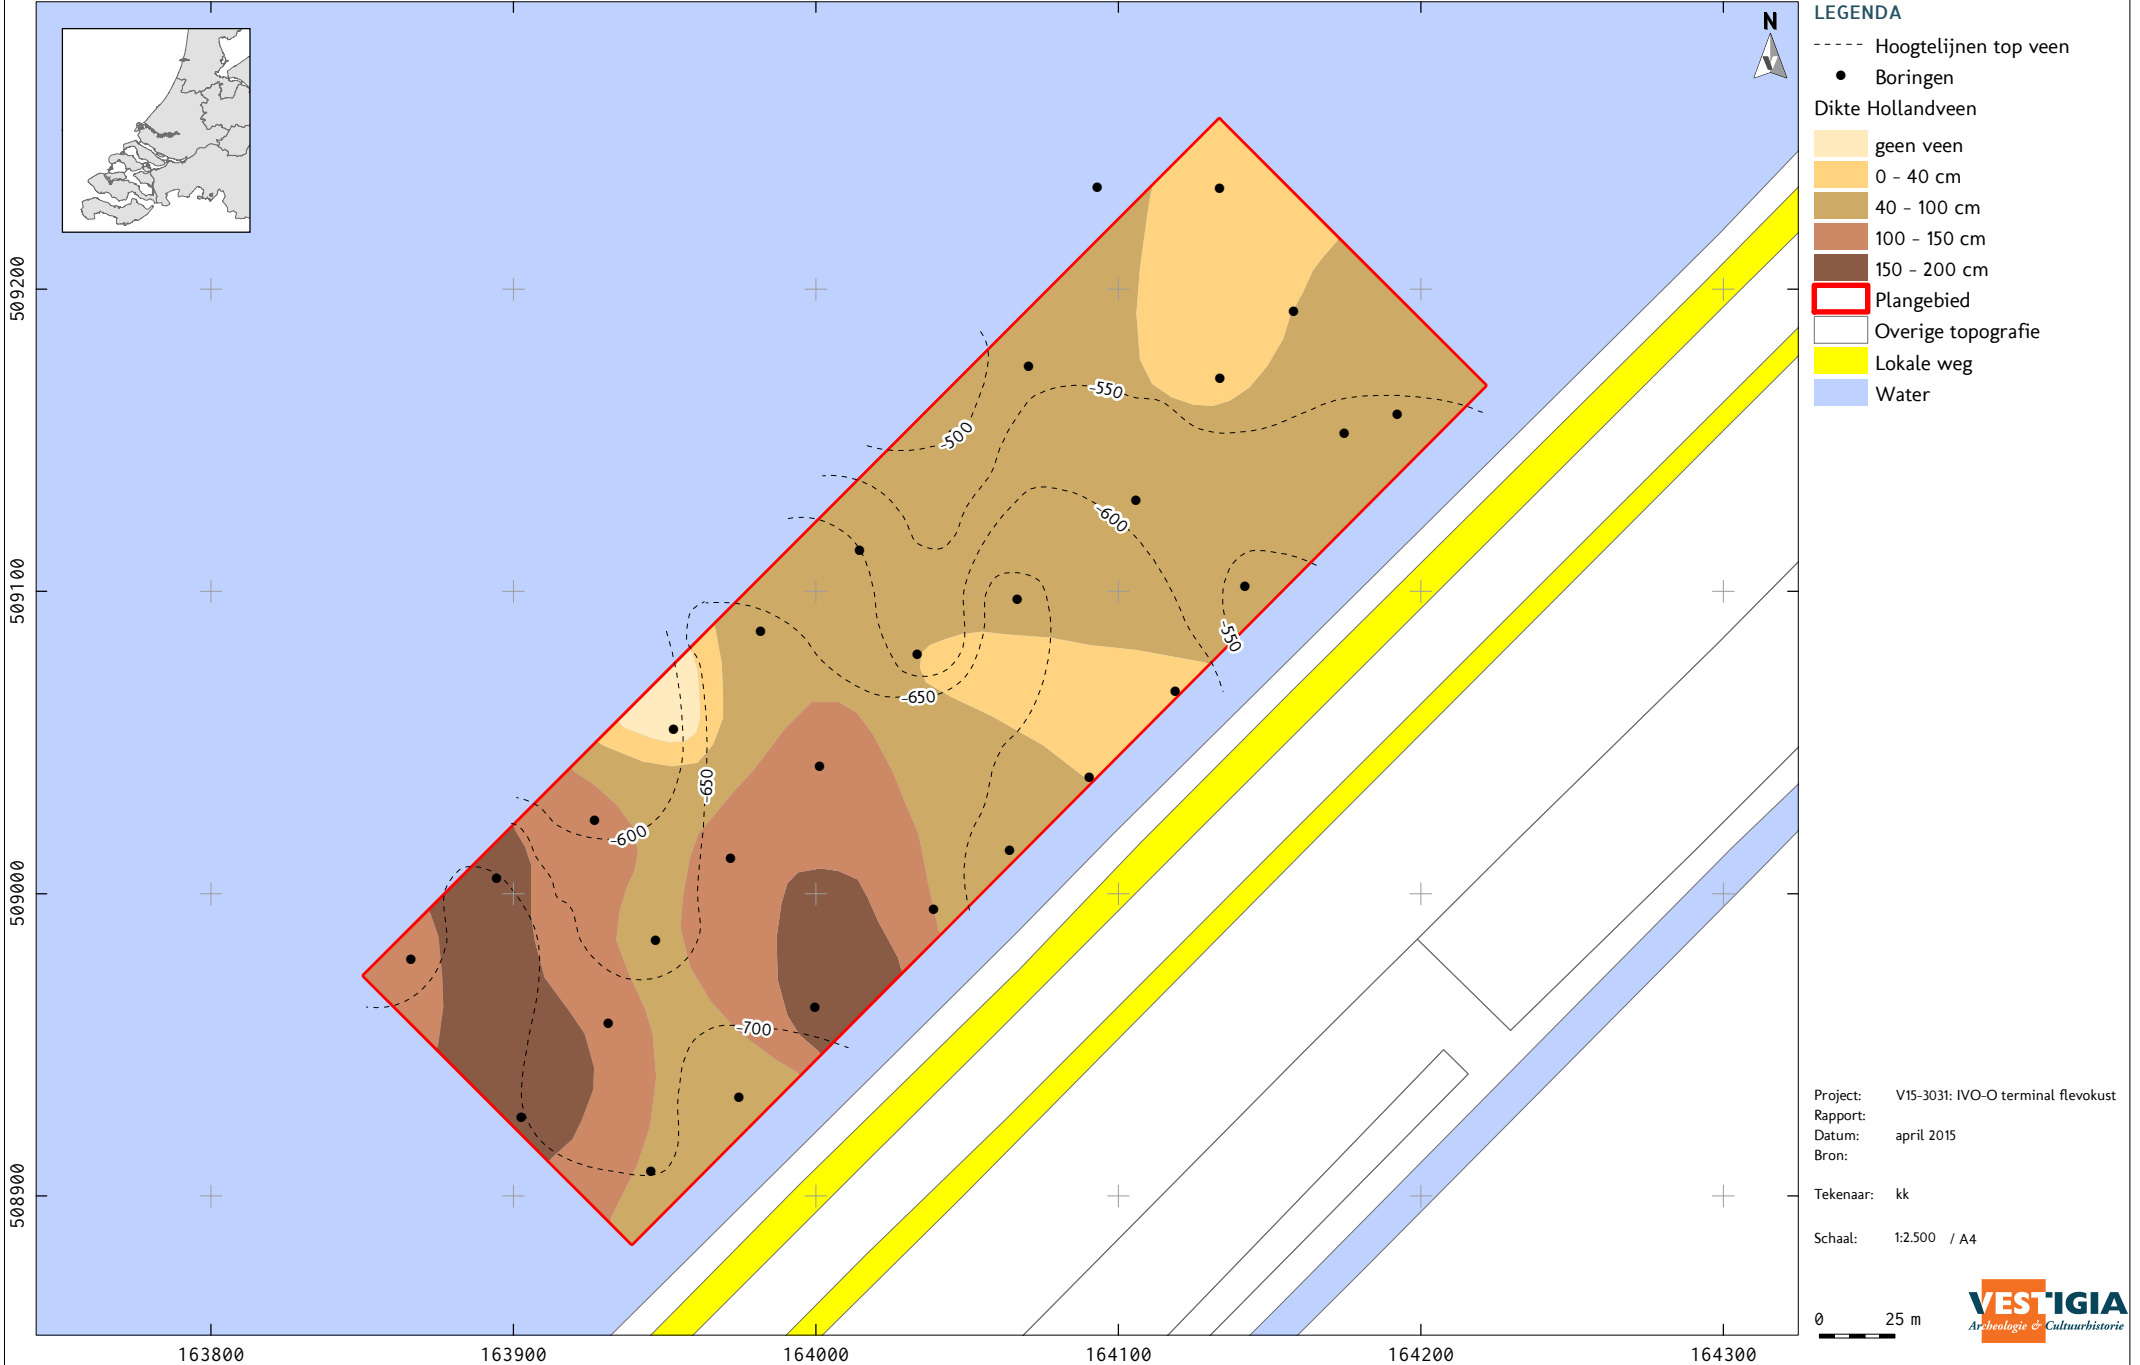 LEGENDA
Hoogtelijnen top veen
Boringen
Dikte Hollandveen
geen veen
0 - 40 cm
40 - 100 cm
100 - 150 cm
150 - 200 cm
Plangebied
Overige topografie
Lokale weg
Water
N
-550
-500
-600
-550
-650
-650
-600
-700
509200
509100
509000
508900
163800
163900
164000
164100
164200
164300
Project: V15-3031: IVO-O terminal flevokust
Rapport:
Datum: april 2015
Bron:
Tekenaar: kk
Schaal: 1:2.500 / A4
0 25 m
VESTIGIA
Archeologie & Cultuurhistorie